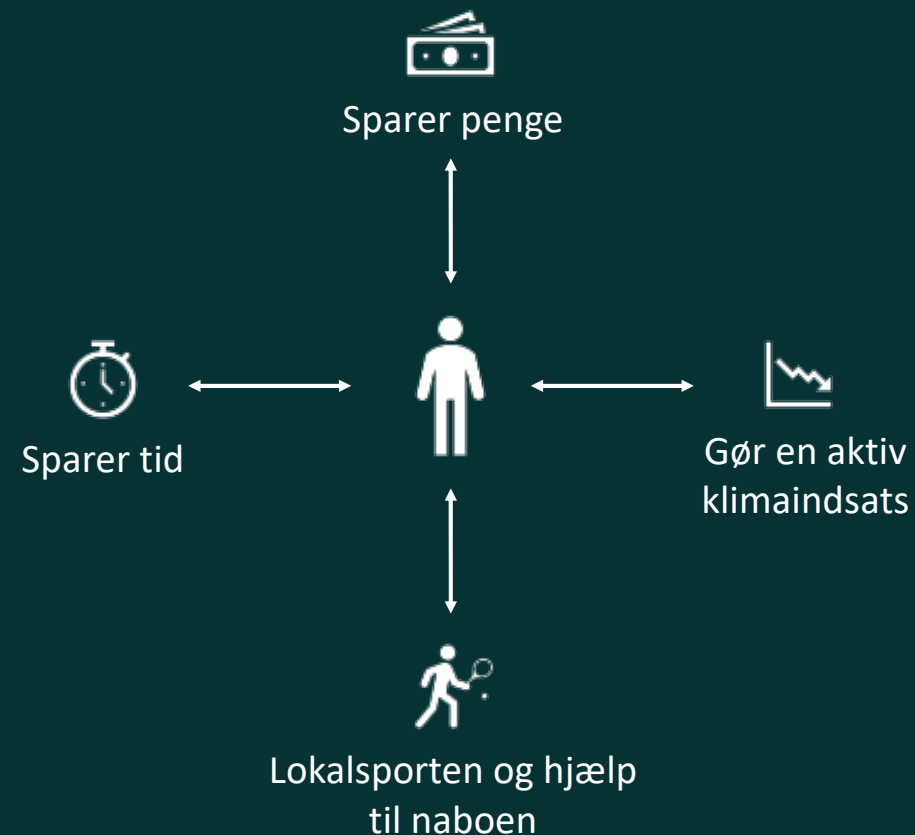 Sparer penge
Sparer tid
Gør en aktiv
klimaindsats
Lokalsporten og hjælp
til naboen